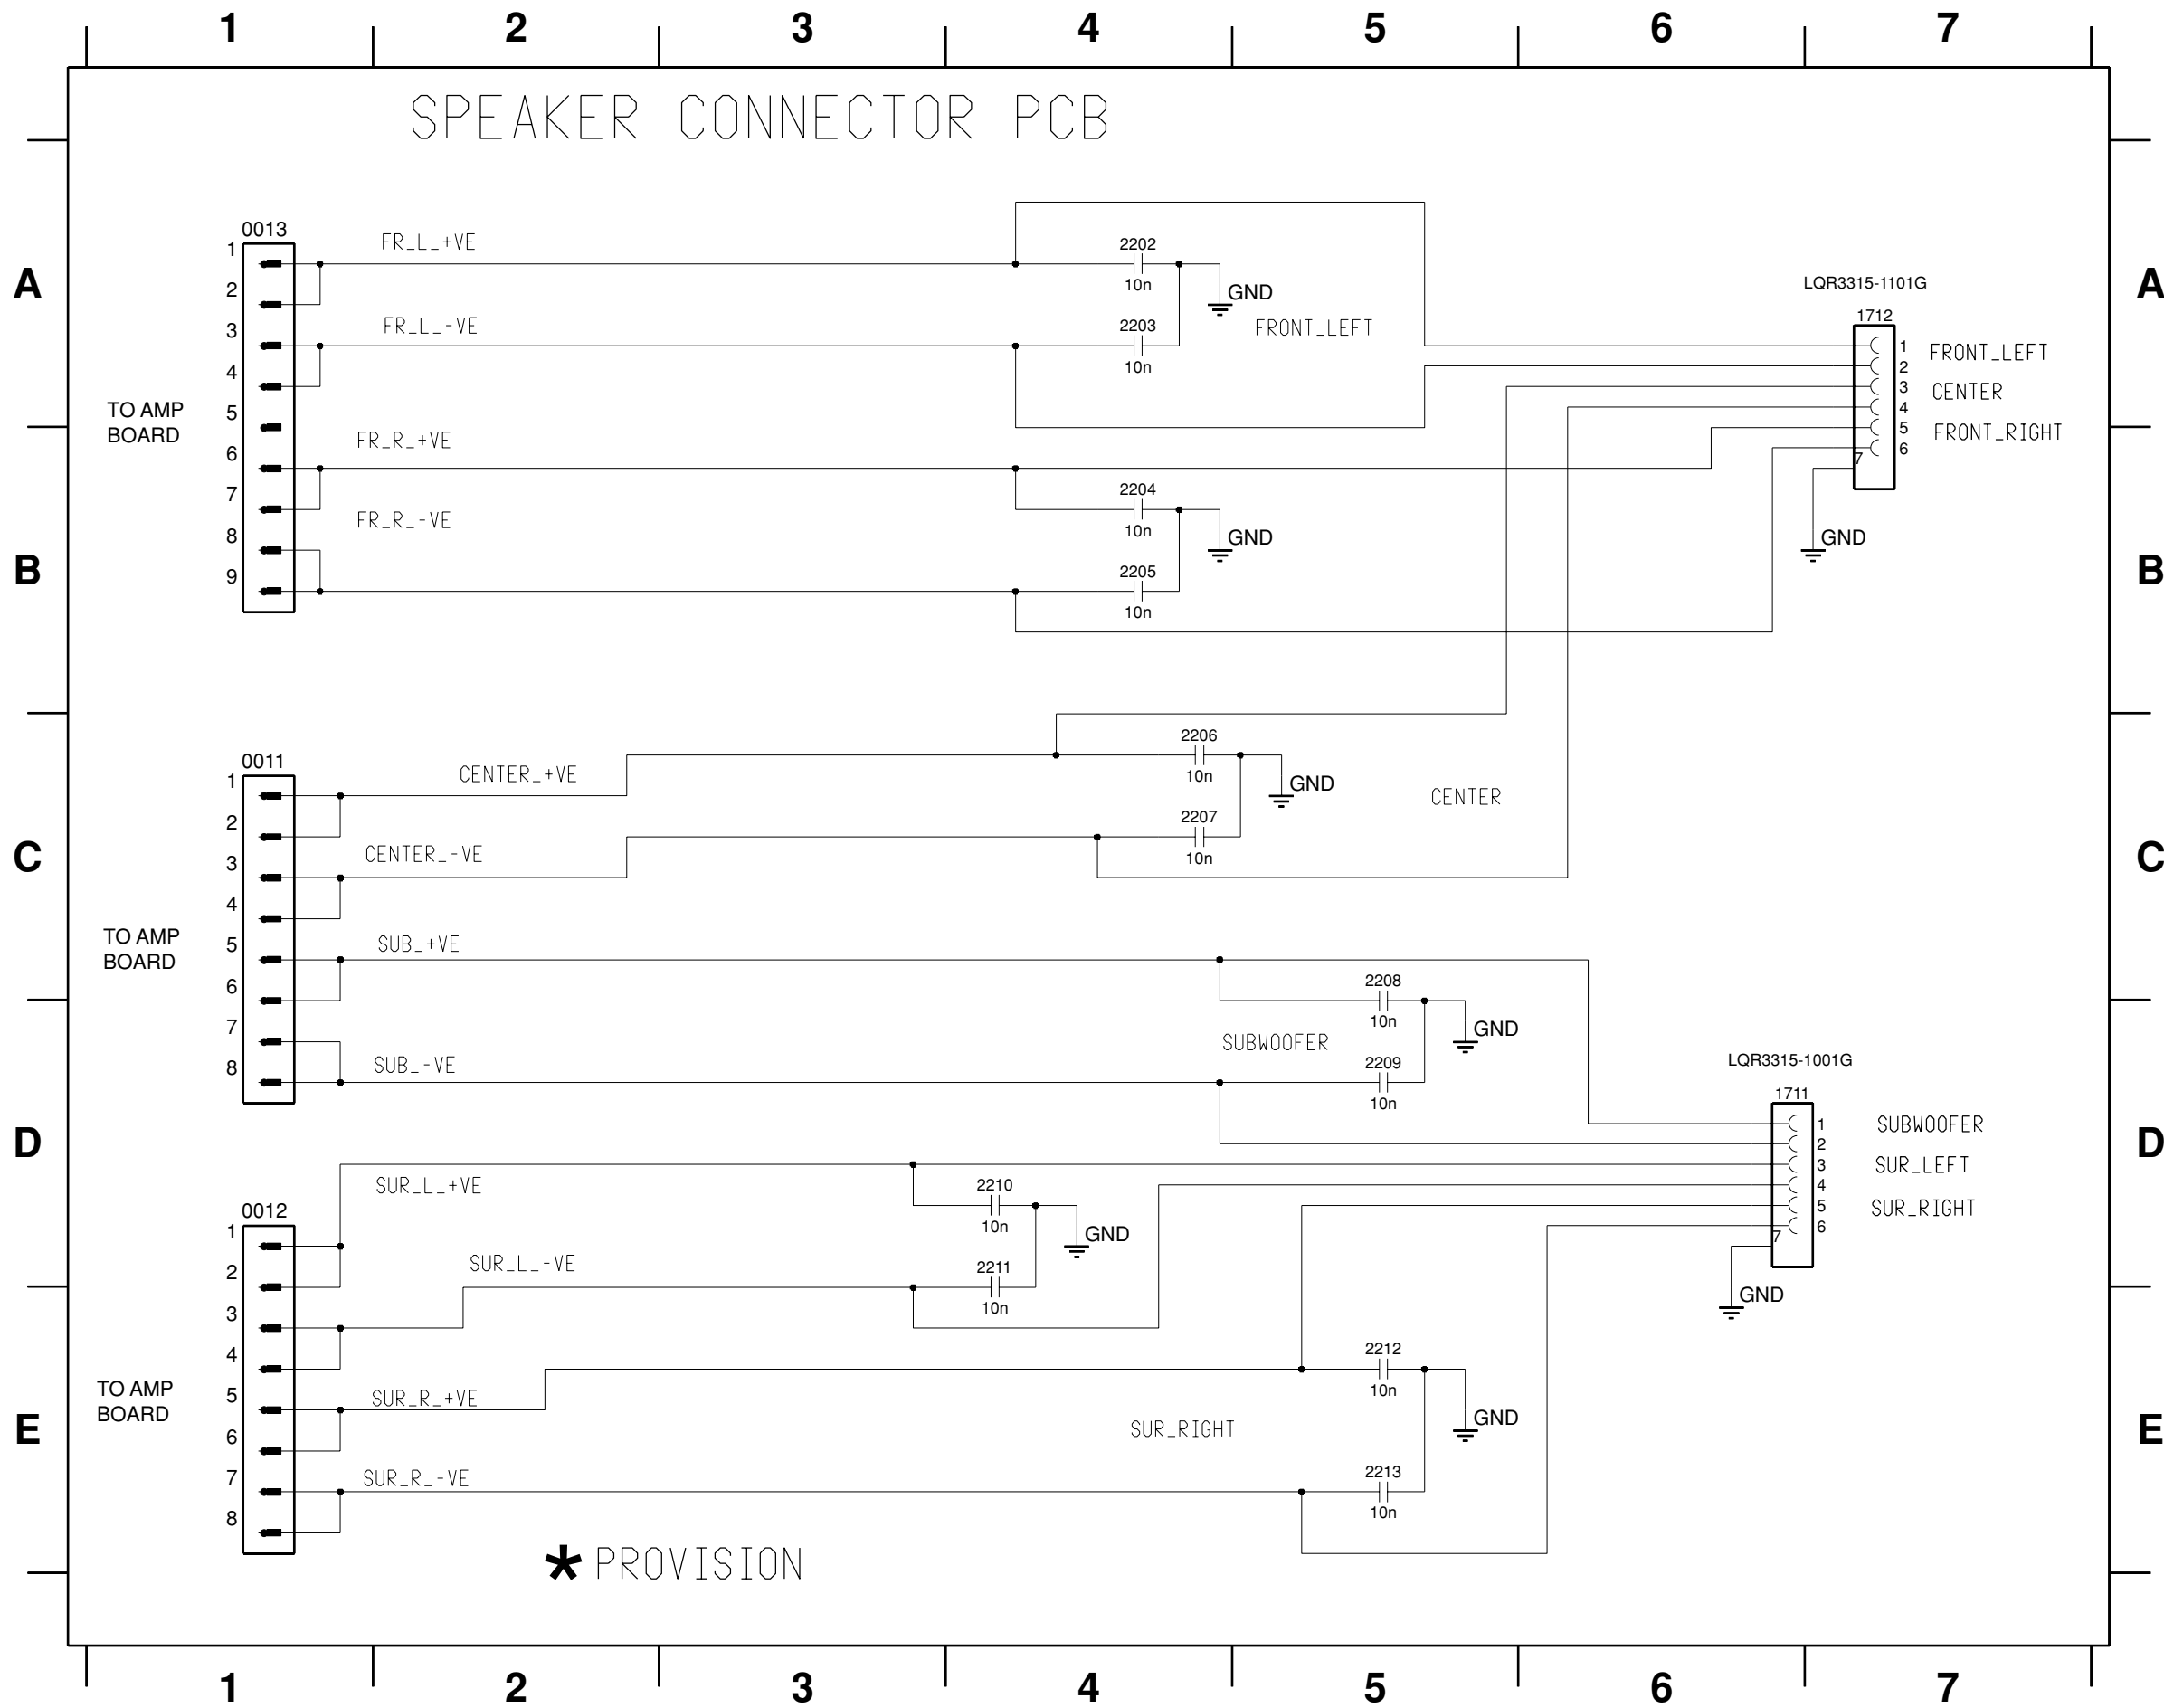 1 2 3 4 5 6 7
SPEAKER CONNECTOR PCB
A A
0013
1 FR_L_+VE
2
3 FR_L_-VE
4
5
6 FR_R_+VE
7
8 FR_R_-VE
9
TO AMP
BOARD
2202
10n
GND
2203
10n
FRONT_LEFT
LQR3315-1101G
1712
1 FRONT_LEFT
2
3 CENTER
4
5 FRONT_RIGHT
6
7
GND
B B
2204
10n
GND
2205
10n
0011
1 CENTER_+VE
2
3 CENTER_-VE
4
5 SUB_+VE
6
7
8 SUB_-VE
TO AMP
BOARD
2206
10n
GND
2207
10n
CENTER
C C
2208
10n
GND
SUBWOOFER
2209
10n
LQR3315-1001G
1711
1 SUBWOOFER
2
3 SUR_LEFT
4
5 SUR_RIGHT
6
7
GND
D D
SUR_L_+VE
0012
1
2
SUR_L_-VE
3
4
5 SUR_R_+VE
6
7 SUR_R_-VE
8
TO AMP
BOARD
2210
10n
GND
2211
10n
2212
10n
GND
SUR_RIGHT
2213
10n
E E
* PROVISION
1 2 3 4 5 6 7